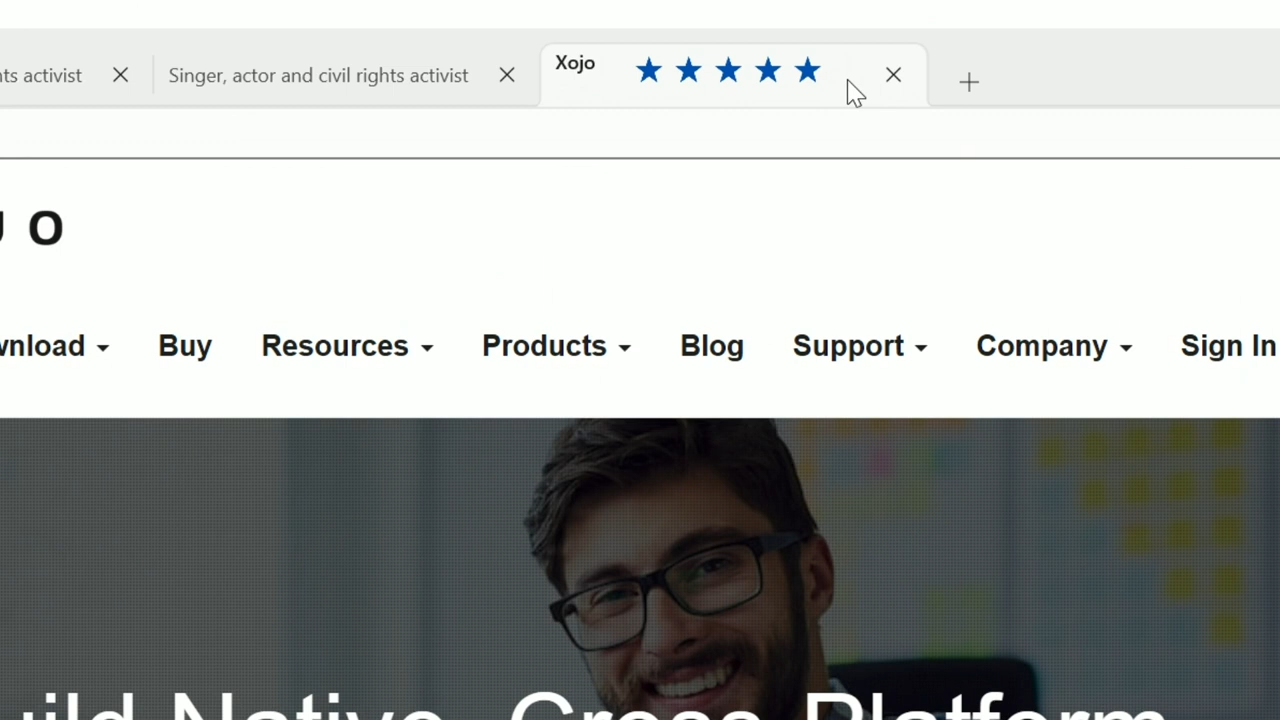 ts activist
Singer, actor and civil rights activist
Xojo
O
wnload
Buy
Resources
Products
Blog
Support
Company
Sign In
uild Native, Cross-Platform